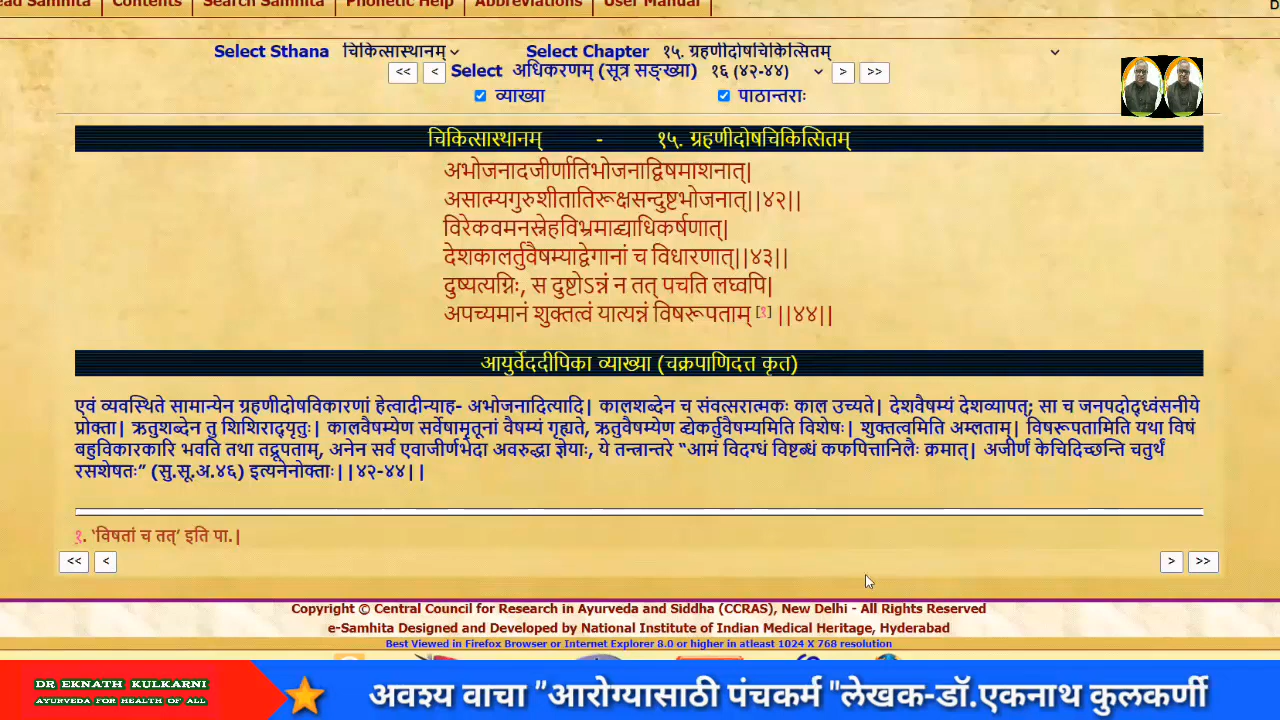 ead Samhita Contents Search Samhita Phonetic Help Abbreviations User Manual
D
Select Sthana चिकित्सास्थानम् Select Chapter १५. ग्रहणीदोषचिकित्सितम्
<< < Select अधिकरणम् (सूत्र सङ्ख्या) १६ (४२-४४) > >>
व्याख्या पाठान्तराः
चिकित्सास्थानम् - १५. ग्रहणीदोषचिकित्सितम्
अभोजनादजीर्णातिभोजनाद्विषमाशनात्|
असात्म्यगुरुशीतातिरूक्षसन्दुष्टभोजनात्||४२||
विरेकवमनस्नेहविभ्रमाद्व्याधिकर्षणात्|
देशकालर्तुवैषम्याद्वेगानां च विधारणात्||४३||
दुष्यत्यग्निः, स दुष्टोऽन्नं न तत् पचति लघ्वपि|
अपच्यमानं शुक्तत्वं यात्यन्नं विषरूपताम् [१] ||४४||
आयुर्वेददीपिका व्याख्या (चक्रपाणिदत्त कृत)
एवं व्यवस्थिते सामान्येन ग्रहणीदोषविकारणां हेत्वादीन्याह- अभोजनादित्यादि| कालशब्देन च संवत्सरात्मकः काल उच्यते| देशवैषम्यं देशव्यापत्; सा च जनपदोद्ध्वंसनीये
प्रोक्ता| ऋतुशब्देन तु शिशिराद्यृतुः| कालवैषम्येण सर्वेषामृतूनां वैषम्यं गृह्यते, ऋतुवैषम्येण द्व्येकर्तुवैषम्यमिति विशेषः| शुक्तत्वमिति अम्लताम्| विषरूपतामिति यथा विषं
बहुविकारकारि भवति तथा तद्रूपताम्, अनेन सर्व एवाजीर्णभेदा अवरुद्धा ज्ञेयाः, ये तन्त्रान्तरे “आमं विदग्धं विष्टब्धं कफपित्तानिलैः क्रमात्| अजीर्णं केचिदिच्छन्ति चतुर्थं
रसशेषतः” (सु.सू.अ.४६) इत्यनेनोक्ताः||४२-४४||
१. ‘विषतां च तत्’ इति पा.|
<< < > >>
Copyright © Central Council for Research in Ayurveda and Siddha (CCRAS), New Delhi - All Rights Reserved
e-Samhita Designed and Developed by National Institute of Indian Medical Heritage, Hyderabad
Best Viewed in Firefox Browser or Internet Explorer 8.0 or higher in atleast 1024 X 768 resolution
DR EKNATH KULKARNI
AYURVEDA FOR HEALTH OF ALL
अवश्य वाचा "आरोग्यासाठी पंचकर्म "लेखक-डॉ.एकनाथ कुलकर्णी